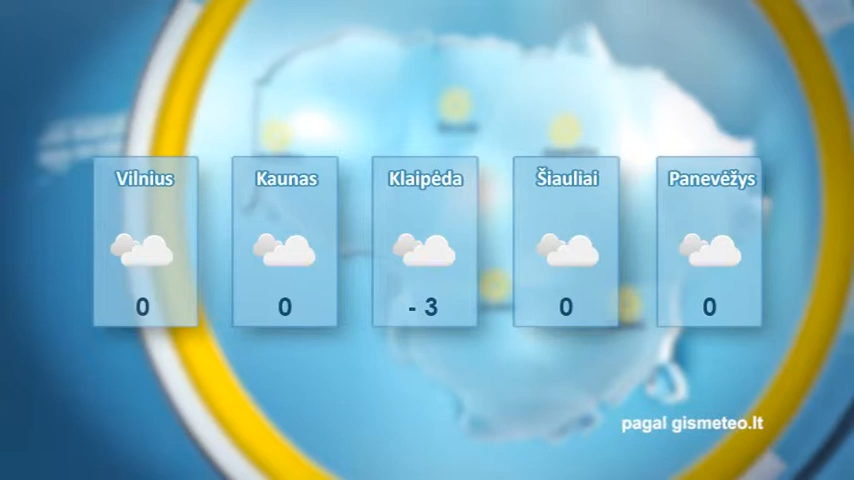 Vilnius
0
Kaunas
0
Klaipėda
- 3
Šiauliai
0
Panevėžys
0
pagal gismeteo.lt